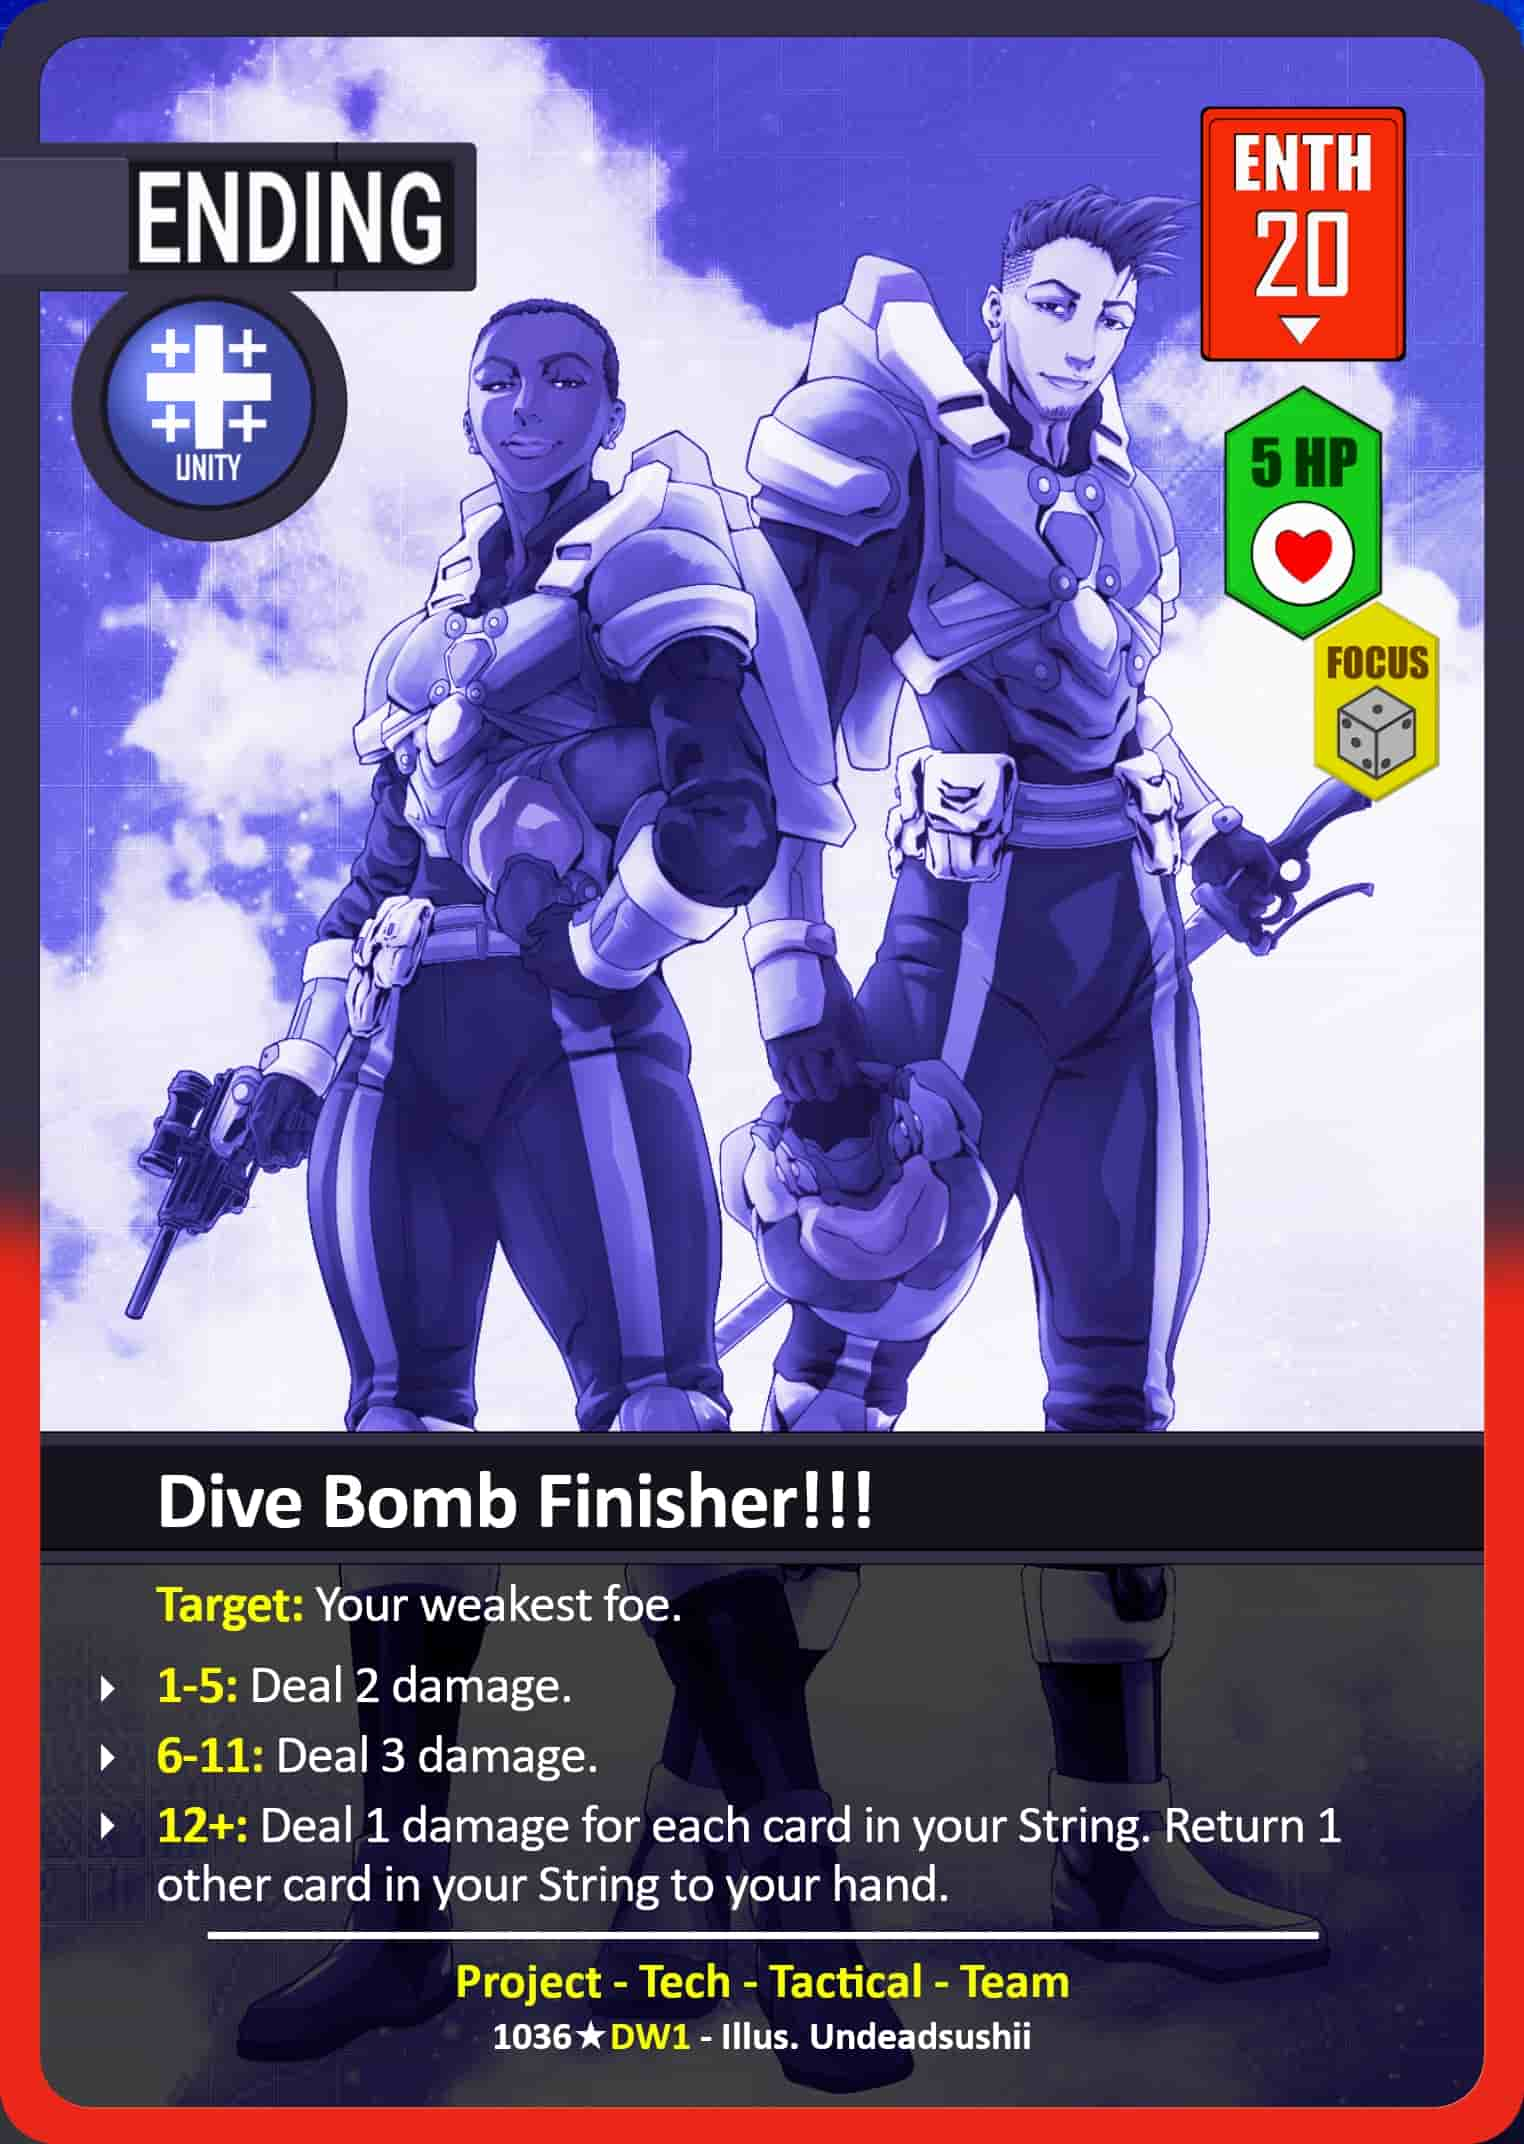 ENDING
ENTH
20
UNITY
5 HP
FOCUS
Dive Bomb Finisher!!!
Target: Your weakest foe.
1-5: Deal 2 damage.
6-11: Deal 3 damage.
12+: Deal 1 damage for each card in your String. Return 1
other card in your String to your hand.
Project - Tech - Tactical - Team
1036★DW1 - Illus. Undeadsushii